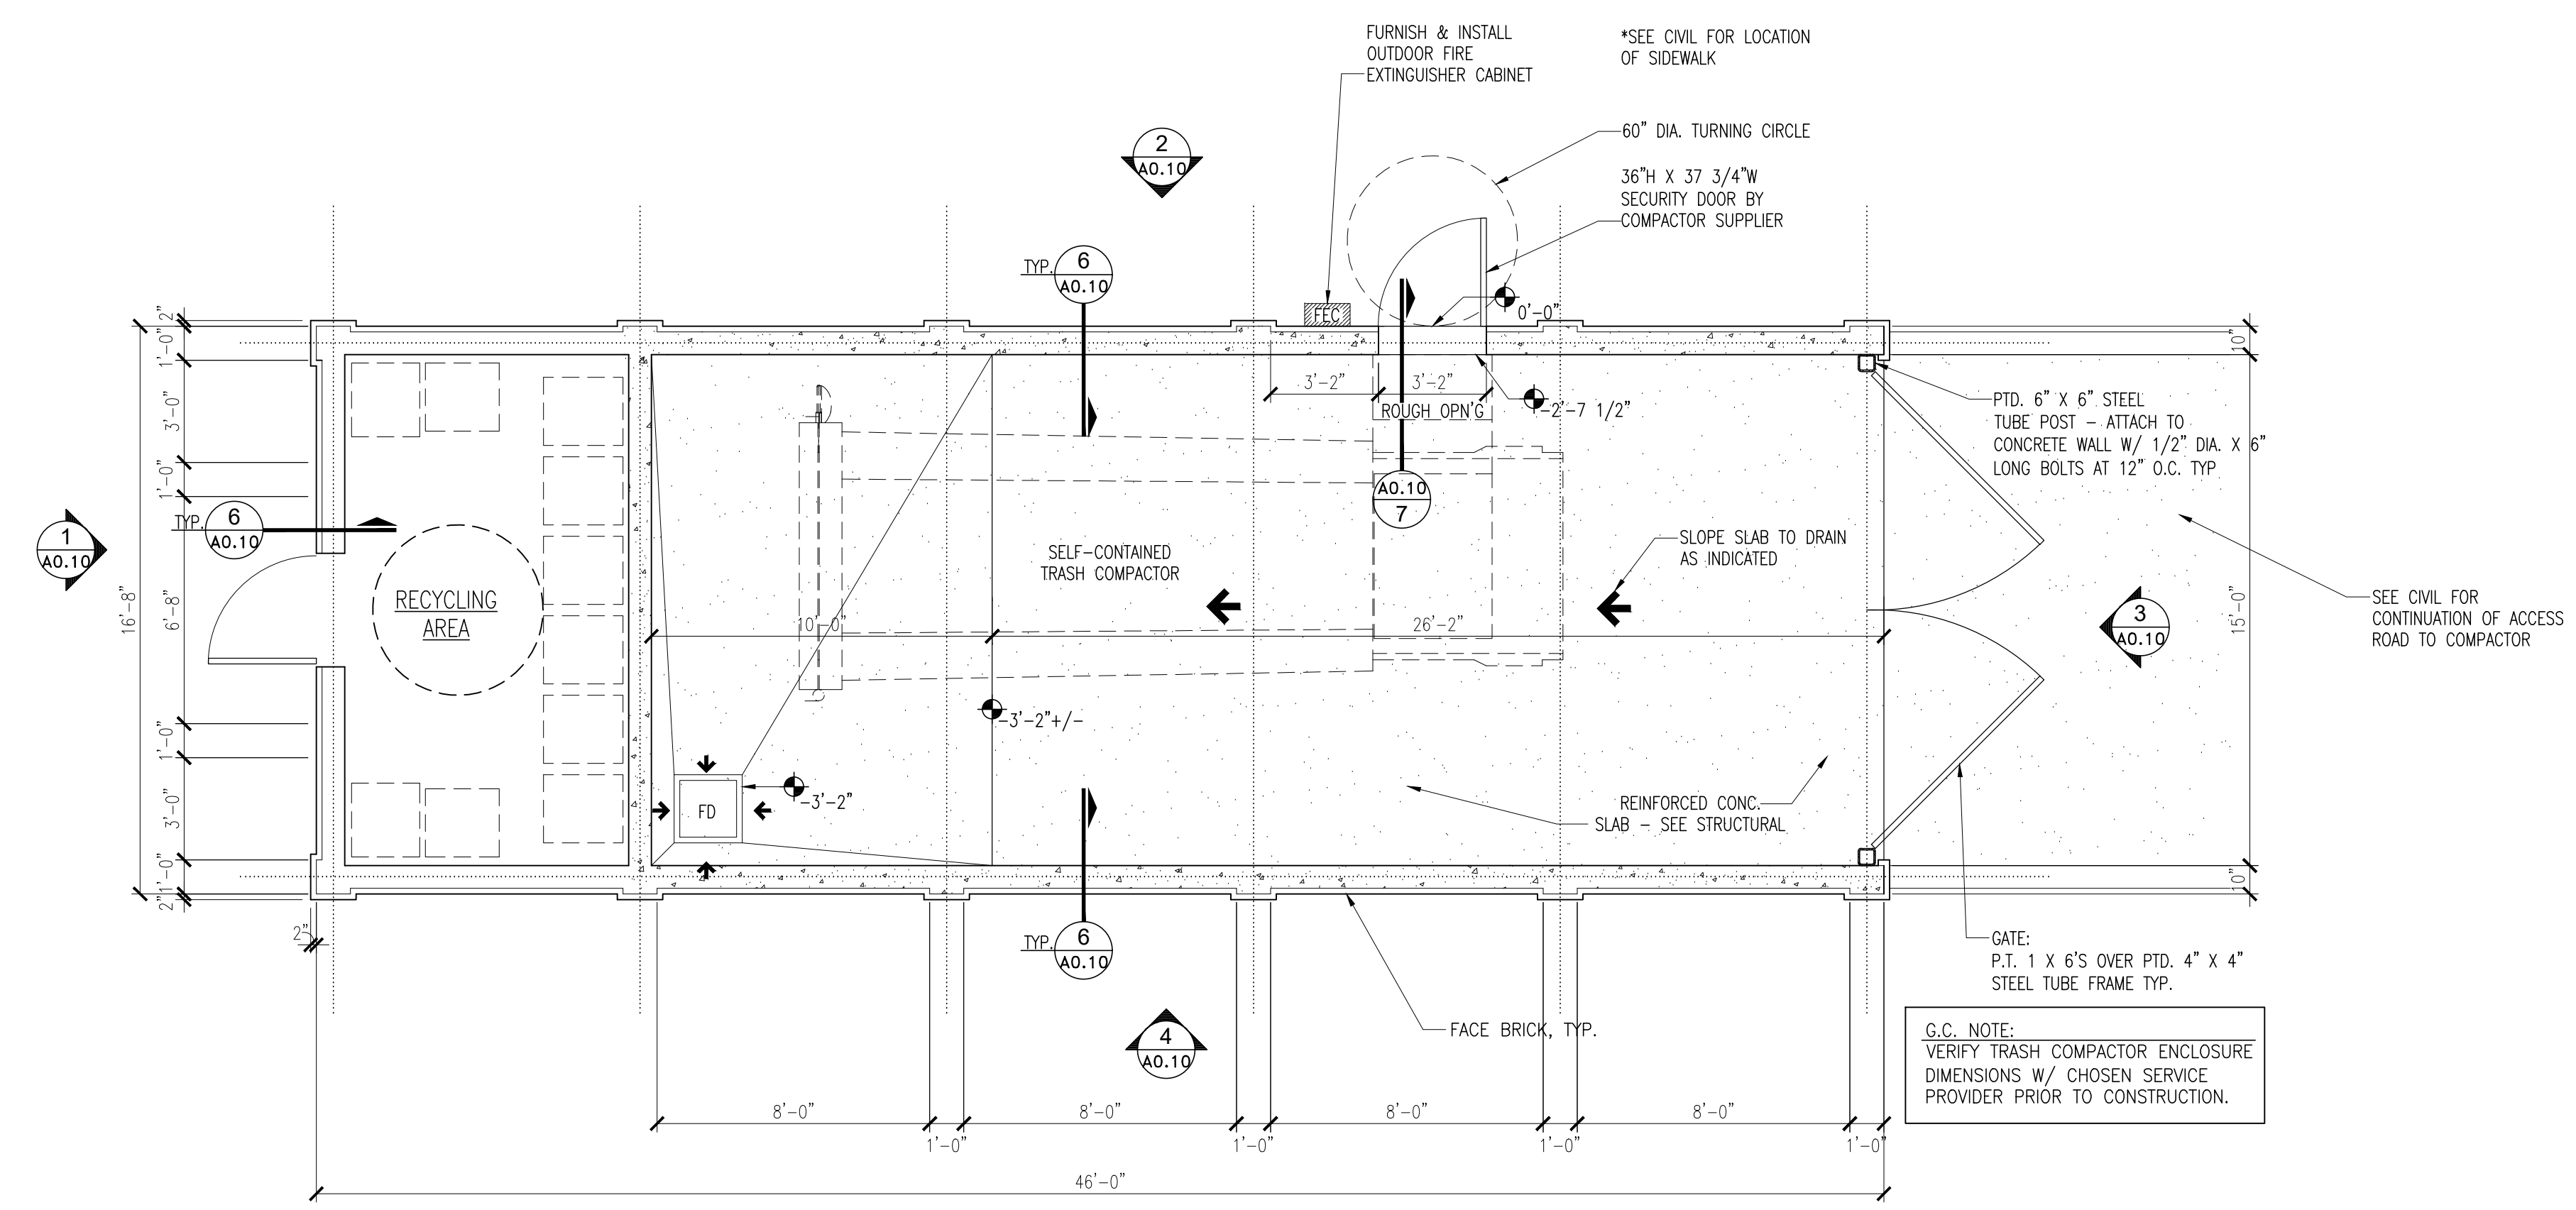 FURNISH & INSTALL
OUTDOOR FIRE
EXTINGUISHER CABINET
*SEE CIVIL FOR LOCATION
OF SIDEWALK
60" DIA. TURNING CIRCLE
36"H X 37 3/4"W
SECURITY DOOR BY
COMPACTOR SUPPLIER
2
A0.10
TYP.
6
A0.10
FEC
0'-0"
2"
1'-0"
3'-0"
1'-0"
6'-8"
1'-0"
3'-0"
1'-0"
2"
16'-8"
10"
15'-0"
10"
3'-2"
3'-2"
ROUGH OPN'G
-2'-7 1/2"
PTD. 6" X 6" STEEL
TUBE POST - ATTACH TO
CONCRETE WALL W/ 1/2" DIA. X 6"
LONG BOLTS AT 12" O.C. TYP
A0.10
7
TYP.
6
A0.10
1
A0.10
SELF-CONTAINED
TRASH COMPACTOR
SLOPE SLAB TO DRAIN
AS INDICATED
RECYCLING
AREA
10'-0"
26'-2"
3
A0.10
SEE CIVIL FOR
CONTINUATION OF ACCESS
ROAD TO COMPACTOR
-3'-2"+/-
-3'-2"
FD
REINFORCED CONC.
SLAB - SEE STRUCTURAL
2"
TYP.
6
A0.10
GATE:
P.T. 1 X 6'S OVER PTD. 4" X 4"
STEEL TUBE FRAME TYP.
4
A0.10
FACE BRICK, TYP.
G.C. NOTE:
VERIFY TRASH COMPACTOR ENCLOSURE
DIMENSIONS W/ CHOSEN SERVICE
PROVIDER PRIOR TO CONSTRUCTION.
8'-0"
8'-0"
8'-0"
8'-0"
1'-0"
1'-0"
1'-0"
1'-0"
46'-0"